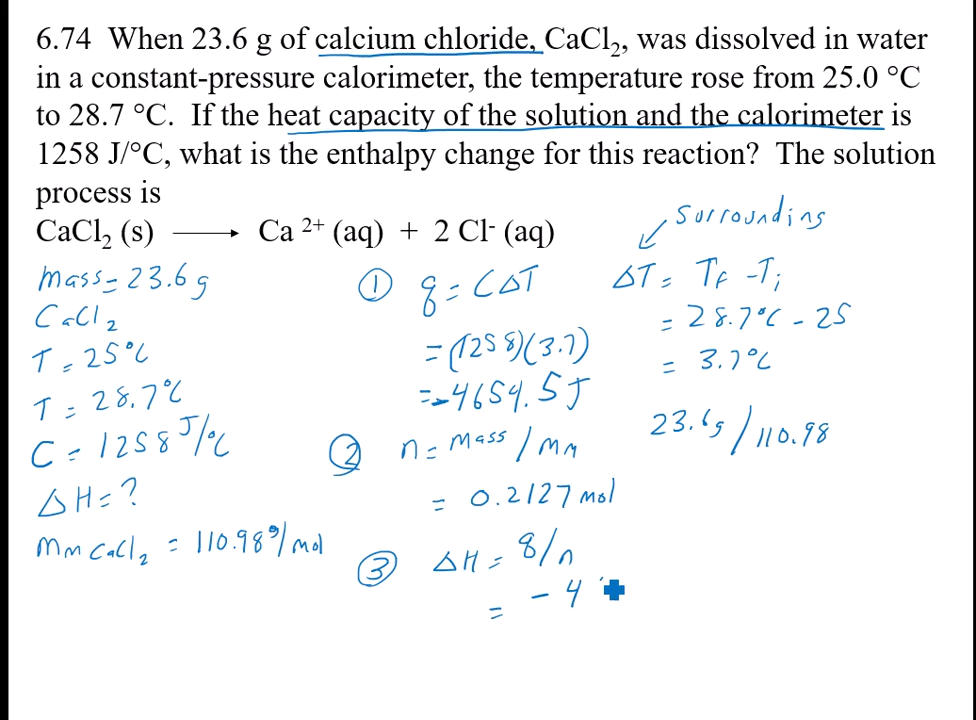 6.74 When 23.6 g of calcium chloride, CaCl₂, was dissolved in water
in a constant-pressure calorimeter, the temperature rose from 25.0 °C
to 28.7 °C. If the heat capacity of the solution and the calorimeter is
1258 J/°C, what is the enthalpy change for this reaction? The solution
process is
CaCl₂ (s) ⟶ Ca ²⁺ (aq) + 2 Cl⁻ (aq)
mass = 23.6 g
CaCl₂
T = 25°C
T = 28.7°C
C = 1258 J/°C
ΔH = ?
Mm CaCl₂ = 110.98 g/mol
① q = CΔT
= (1258)(3.7)
= -4654.5 J
② n = mass / Mm
= 0.2127 mol
③ ΔH = q/n
= - 4
Surrounding
ΔT = Tf - Ti
= 28.7°C - 25
= 3.7°C
23.6g / 110.98